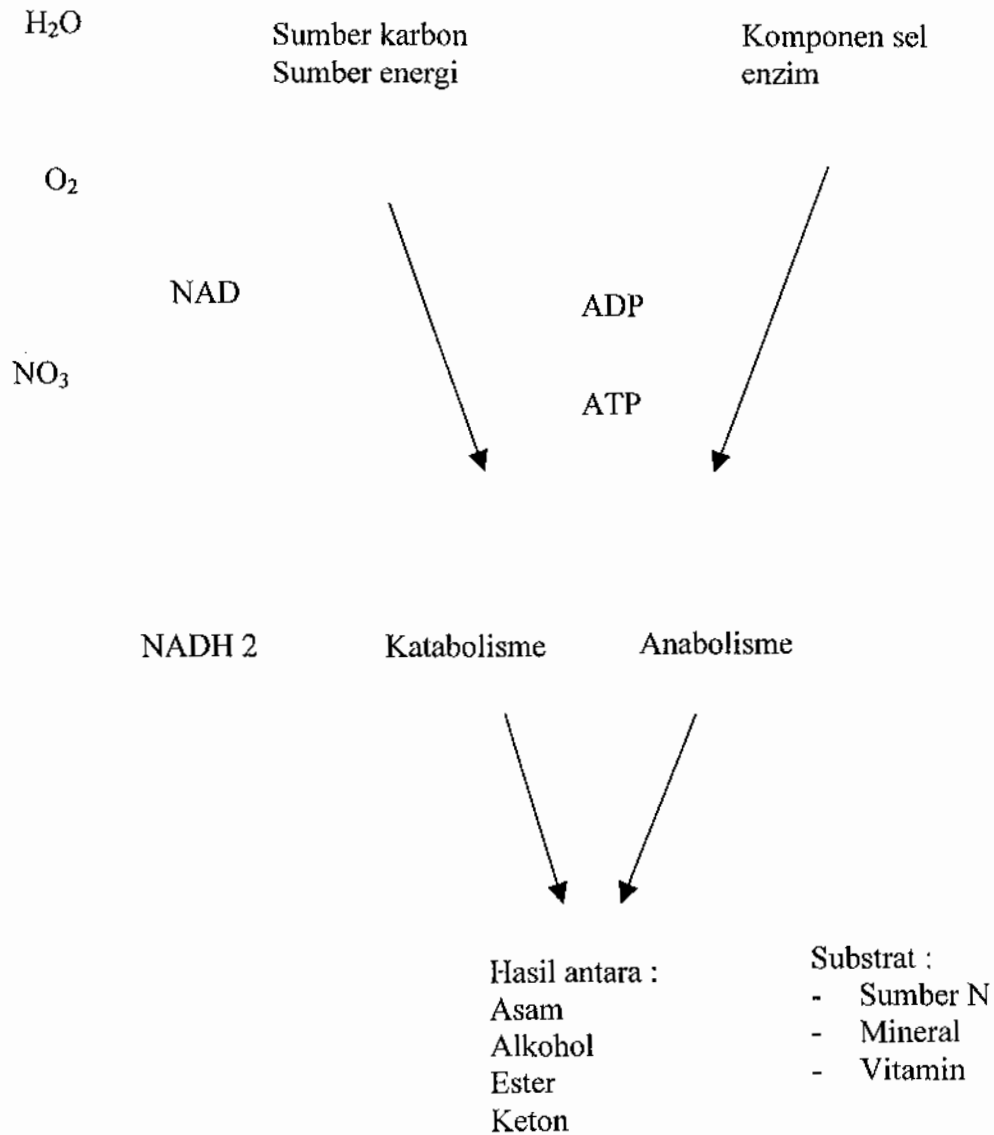 H₂O
Sumber karbon
Sumber energi
Komponen sel
enzim
O₂
NAD
ADP
NO₃
ATP
NADH 2
Katabolisme
Anabolisme
Hasil antara :
Asam
Alkohol
Ester
Keton
Substrat :
- Sumber N
- Mineral
- Vitamin